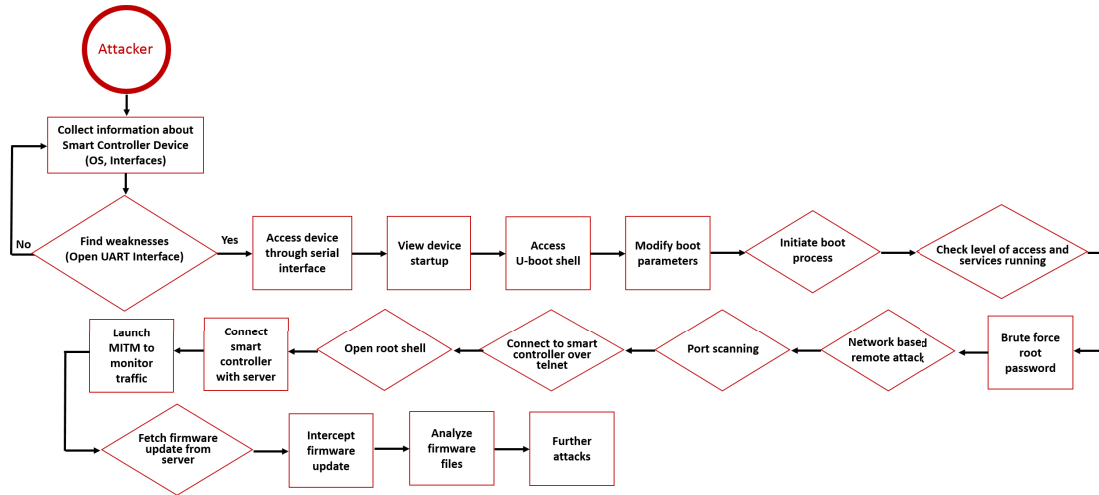 Attacker
Collect information about
Smart Controller Device
(OS, Interfaces)
No
Find weaknesses
(Open UART Interface)
Yes
Access device
through serial
interface
View device
startup
Access
U-boot shell
Modify boot
parameters
Initiate boot
process
Check level of access and
services running
Launch
MITM to
monitor
traffic
Connect
smart
controller
with server
Open root shell
Connect to smart
controller over
telnet
Port scanning
Network based
remote attack
Brute force
root
password
Fetch firmware
update from
server
Intercept
firmware
update
Analyze
firmware
files
Further
attacks